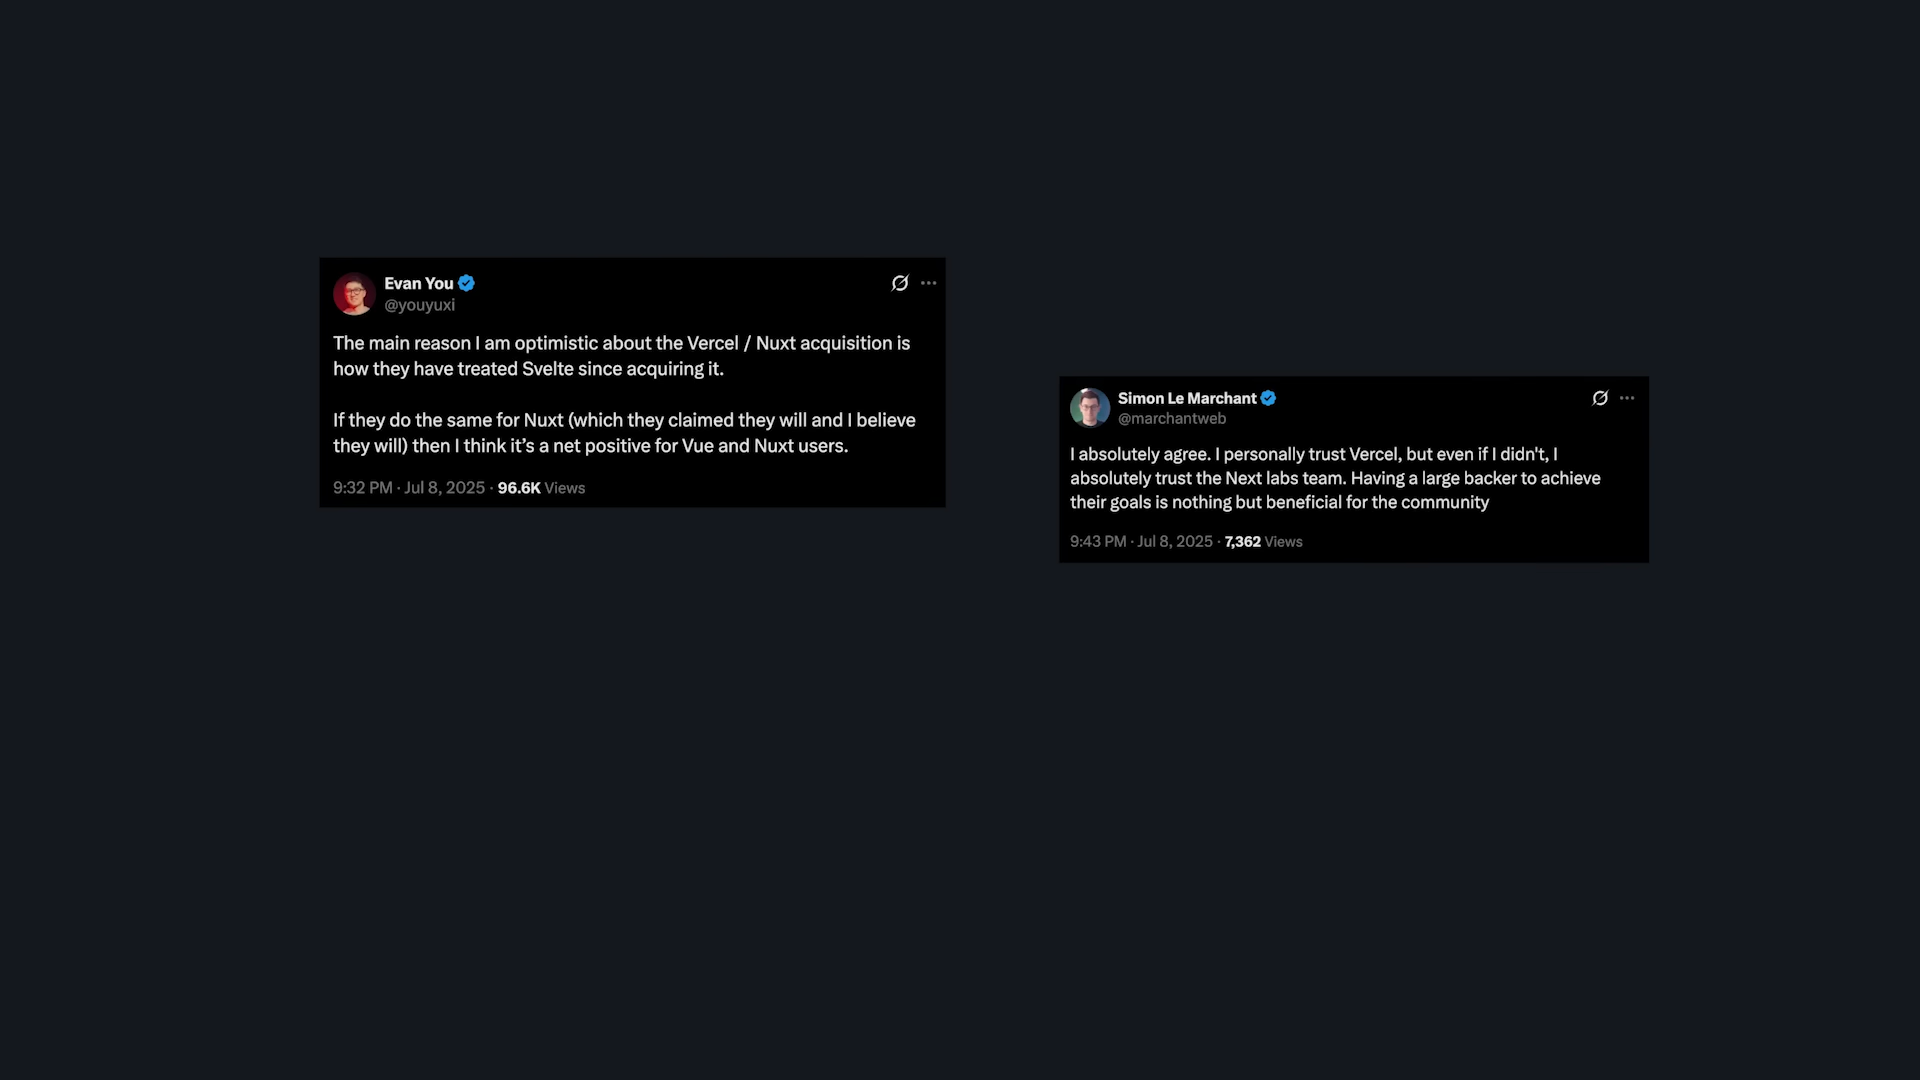 Evan You
@youyuxi
The main reason I am optimistic about the Vercel / Nuxt acquisition is
how they have treated Svelte since acquiring it.
If they do the same for Nuxt (which they claimed they will and I believe
they will) then I think it’s a net positive for Vue and Nuxt users.
9:32 PM · Jul 8, 2025 · 96.6K Views
Simon Le Marchant
@marchantweb
I absolutely agree. I personally trust Vercel, but even if I didn't, I
absolutely trust the Next labs team. Having a large backer to achieve
their goals is nothing but beneficial for the community
9:43 PM · Jul 8, 2025 · 7,362 Views